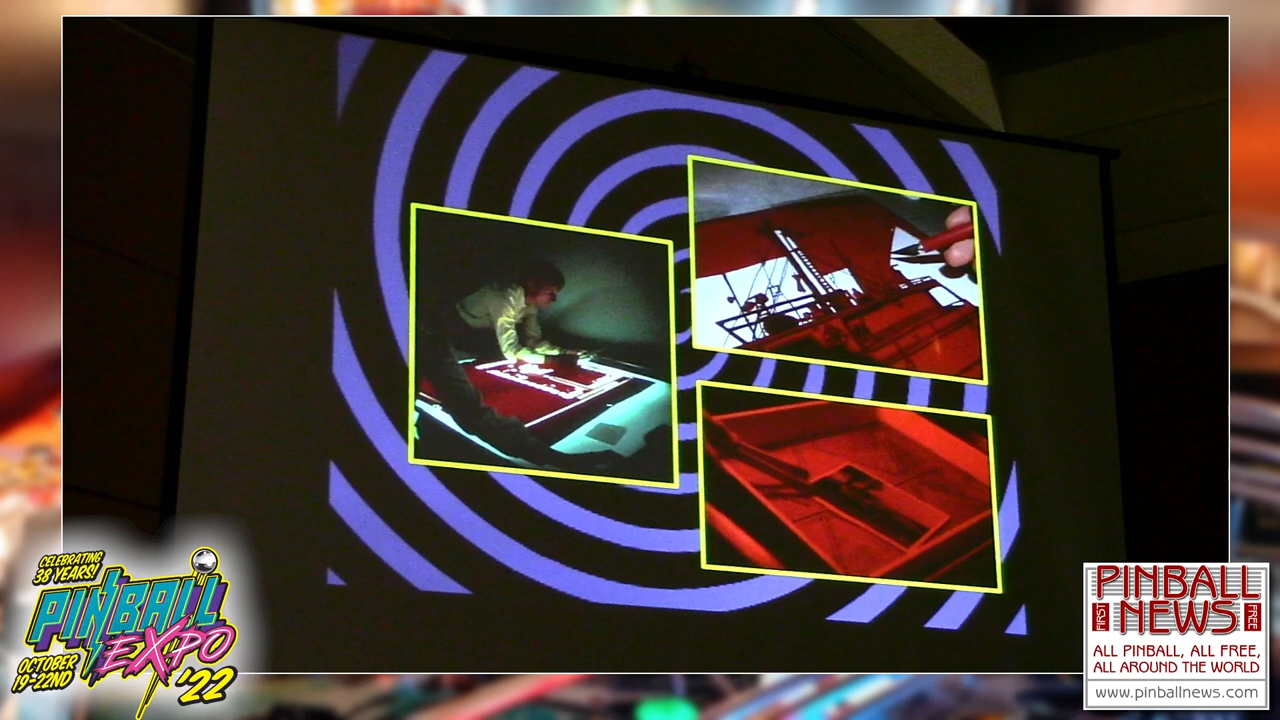 CELEBRATING
38 YEARS!
PINBALL
EXPO
OCTOBER
19-22ND
'22
PINBALL
FIRST NEWS FREE
ALL PINBALL, ALL FREE,
ALL AROUND THE WORLD
www.pinballnews.com